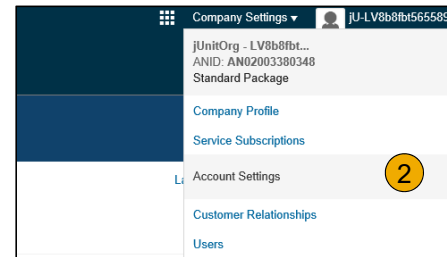 Company Settings ▾ jU-LV8b8fbt565589
jUnitOrg - LV8b8fbt...
ANID: AN02003380348
Standard Package
Company Profile
Service Subscriptions
Account Settings
2
Customer Relationships
Users